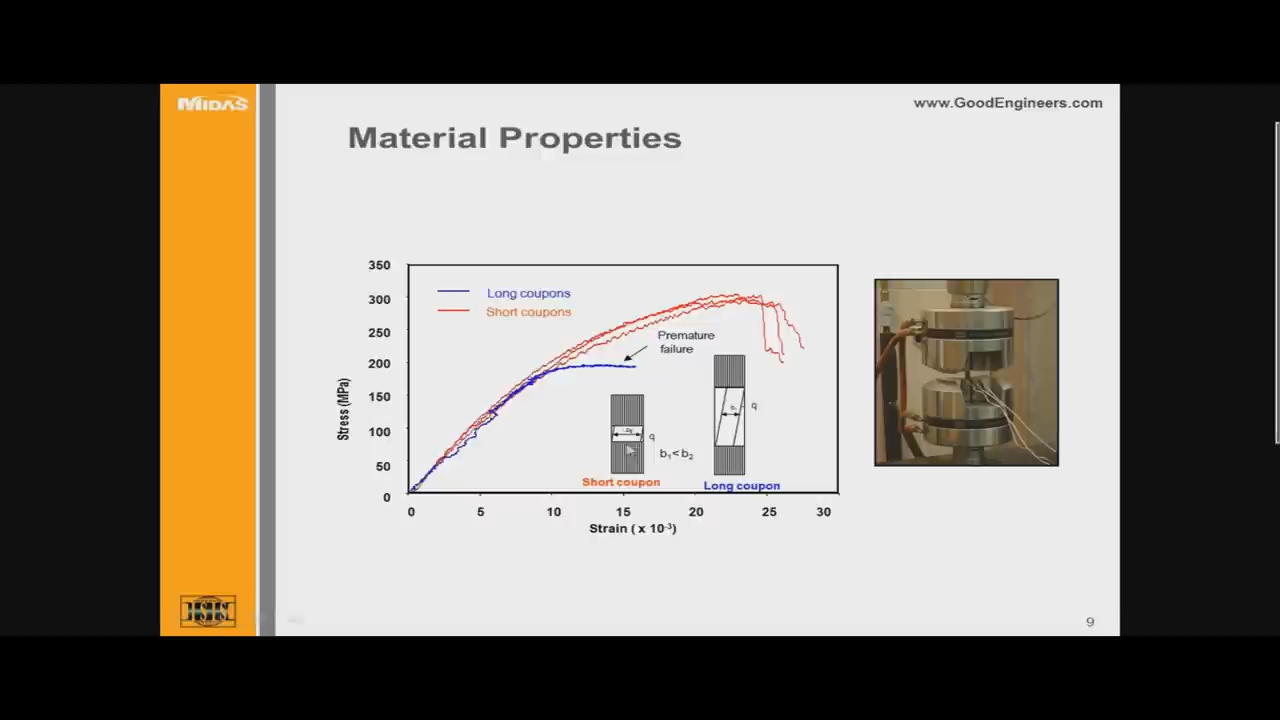 MIDAS
www.GoodEngineers.com
Material Properties
350
300
250
200
150
100
50
0
Stress (MPa)
Long coupons
Short coupons
Premature
failure
q
q
b₁< b₂
Short coupon
Long coupon
0 5 10 15 20 25 30
Strain ( x 10⁻³)
9